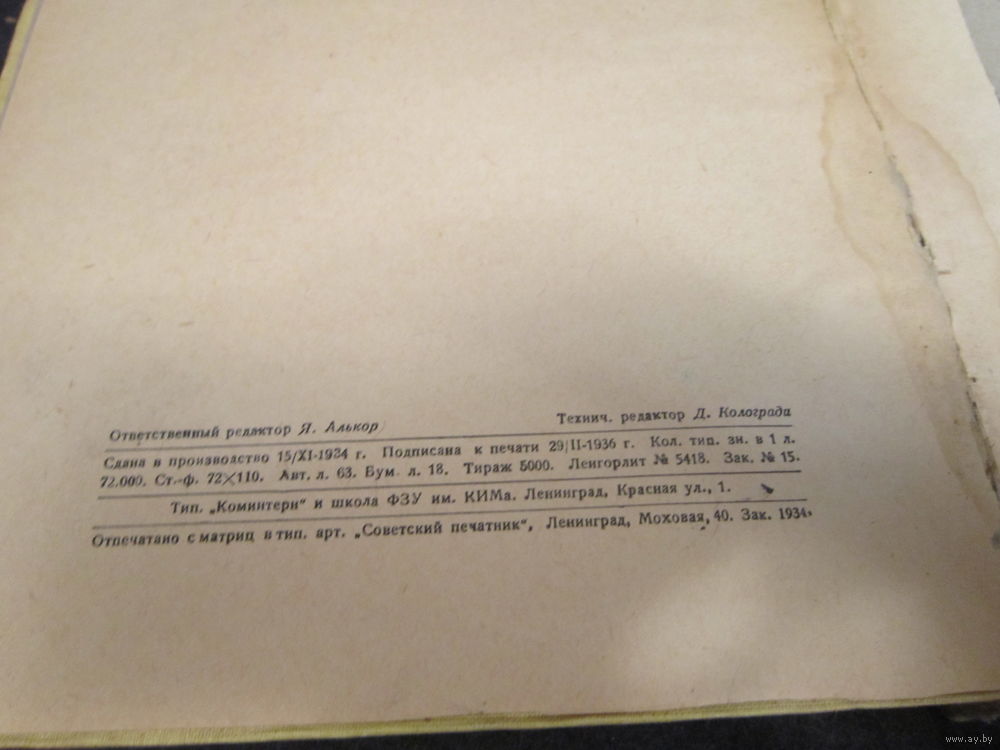 Ответственный редактор Я. Алькор Технич. редактор Д. Колограда
Сдана в производство 15/XI-1934 г. Подписана к печати 29/II-1936 г. Кол. тип. зн. в 1 л.
72.000. Ст.-ф. 72×110. Авт. л. 63. Бум. л. 18. Тираж 5000. Ленгорлит № 5418. Зак. № 15.
Тип. „Коминтерн“ и школа ФЗУ им. КИМа. Ленинград, Красная ул., 1.
Отпечатано с матриц в тип. арт. „Советский печатник“, Ленинград, Моховая, 40. Зак. 1934.
www.ay.by